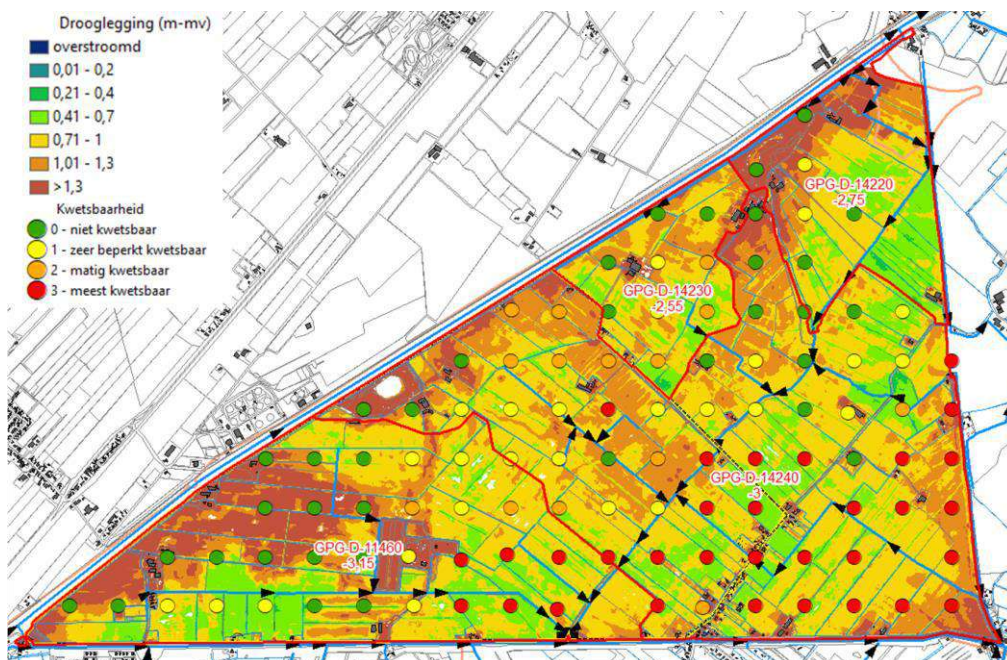 Drooglegging (m-mv)
overstroomd
0,01 - 0,2
0,21 - 0,4
0,41 - 0,7
0,71 - 1
1,01 - 1,3
>1,3
Kwetsbaarheid
0 - niet kwetsbaar
1 - zeer beperkt kwetsbaar
2 - matig kwetsbaar
3 - meest kwetsbaar
GPG-D-14220
-2,75
GPG-D-14230
-2,55
GPG-D-14240
-3
GPG-D-11460
-3,15